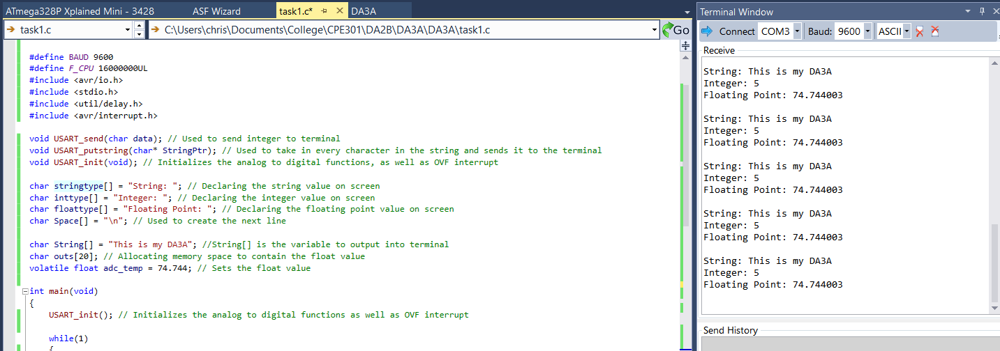 ATmega328P Xplained Mini - 3428 ASF Wizard task1.c* DA3A
task1.c C:\Users\chris\Documents\College\CPE301\DA2B\DA3A\DA3A\task1.c Go
#define BAUD 9600
#define F_CPU 16000000UL
#include <avr/io.h>
#include <stdio.h>
#include <util/delay.h>
#include <avr/interrupt.h>
void USART_send(char data); // Used to send integer to terminal
void USART_putstring(char* StringPtr); // Used to take in every character in the string and sends it to the terminal
void USART_init(void); // Initializes the analog to digital functions, as well as OVF interrupt
char stringtype[] = "String: "; // Declaring the string value on screen
char inttype[] = "Integer: "; // Declaring the integer value on screen
char floattype[] = "Floating Point: "; // Declaring the floating point value on screen
char Space[] = "\n"; // Used to create the next line
char String[] = "This is my DA3A"; //String[] is the variable to output into terminal
char outs[20]; // Allocating memory space to contain the float value
volatile float adc_temp = 74.744; // Sets the float value
int main(void)
{
USART_init(); // Initializes the analog to digital functions as well as OVF interrupt
while(1)
{
Terminal Window
Connect COM3 Baud: 9600 ASCII
Receive
String: This is my DA3A
Integer: 5
Floating Point: 74.744003
String: This is my DA3A
Integer: 5
Floating Point: 74.744003
String: This is my DA3A
Integer: 5
Floating Point: 74.744003
String: This is my DA3A
Integer: 5
Floating Point: 74.744003
String: This is my DA3A
Integer: 5
Floating Point: 74.744003
Send History